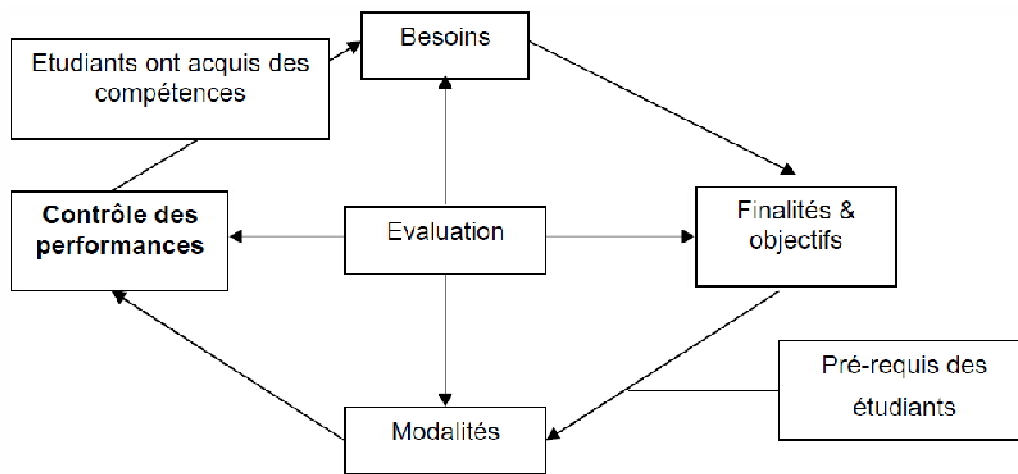 Besoins
Etudiants ont acquis des
compétences
Contrôle des
performances
Evaluation
Finalités &
objectifs
Pré-requis des
étudiants
Modalités